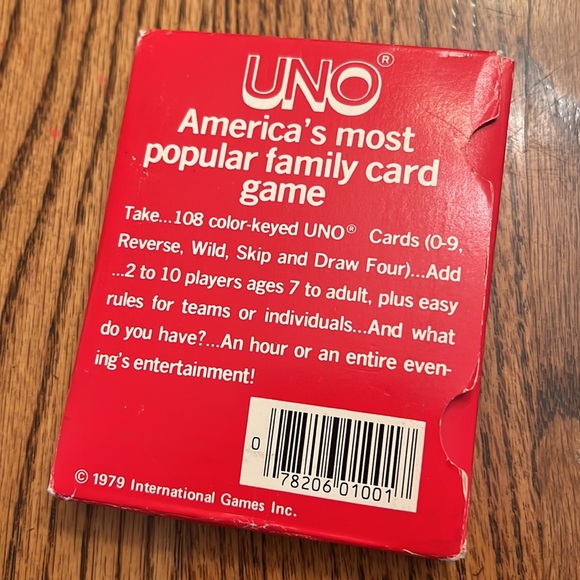 UNO®
America's most
popular family card
game
Take...108 color-keyed UNO® Cards (0-9,
Reverse, Wild, Skip and Draw Four)...Add
...2 to 10 players ages 7 to adult, plus easy
rules for teams or individuals...And what
do you have?...An hour or an entire even-
ing's entertainment!
0 78206 01001
© 1979 International Games Inc.